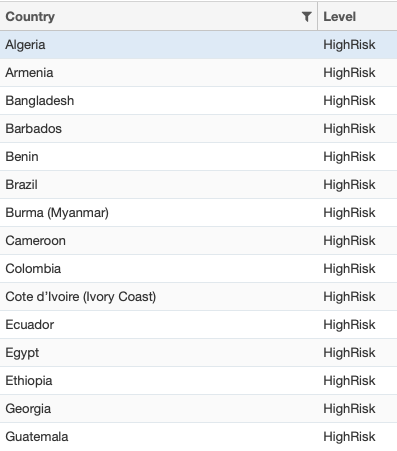 Country Level
Algeria HighRisk
Armenia HighRisk
Bangladesh HighRisk
Barbados HighRisk
Benin HighRisk
Brazil HighRisk
Burma (Myanmar) HighRisk
Cameroon HighRisk
Colombia HighRisk
Cote d'Ivoire (Ivory Coast) HighRisk
Ecuador HighRisk
Egypt HighRisk
Ethiopia HighRisk
Georgia HighRisk
Guatemala HighRisk